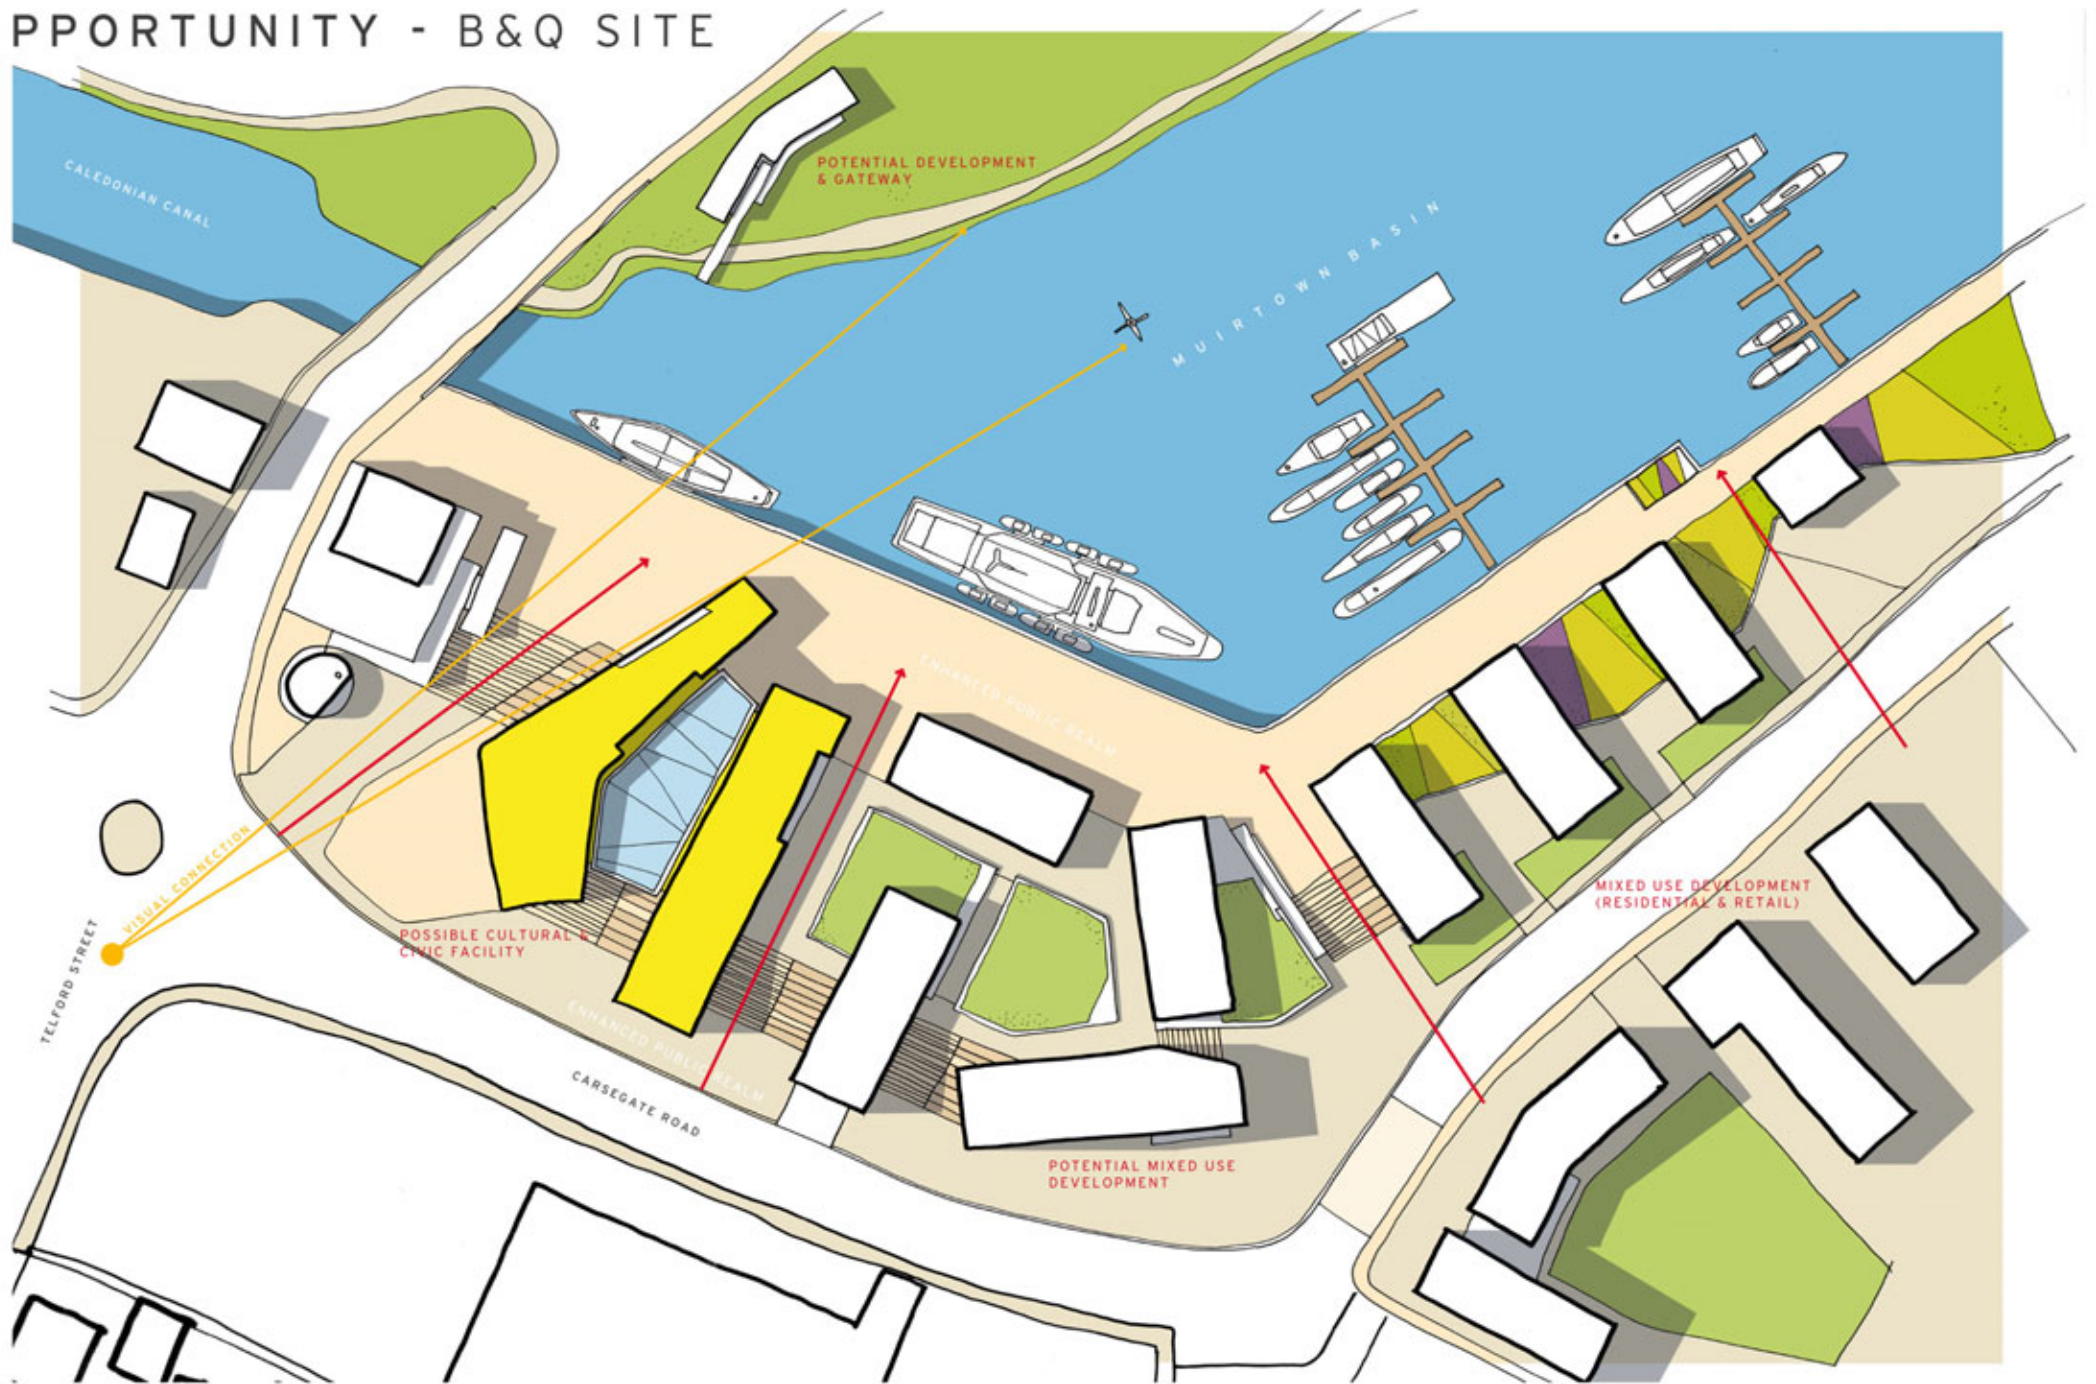 PPORTUNITY - B&Q SITE
CALEDONIAN CANAL
POTENTIAL DEVELOPMENT
& GATEWAY
MUIRTOWN BASIN
ENHANCED PUBLIC REALM
VISUAL CONNECTION
TELFORD STREET
POSSIBLE CULTURAL &
CIVIC FACILITY
ENHANCED PUBLIC REALM
CARSEGATE ROAD
MIXED USE DEVELOPMENT
(RESIDENTIAL & RETAIL)
POTENTIAL MIXED USE
DEVELOPMENT